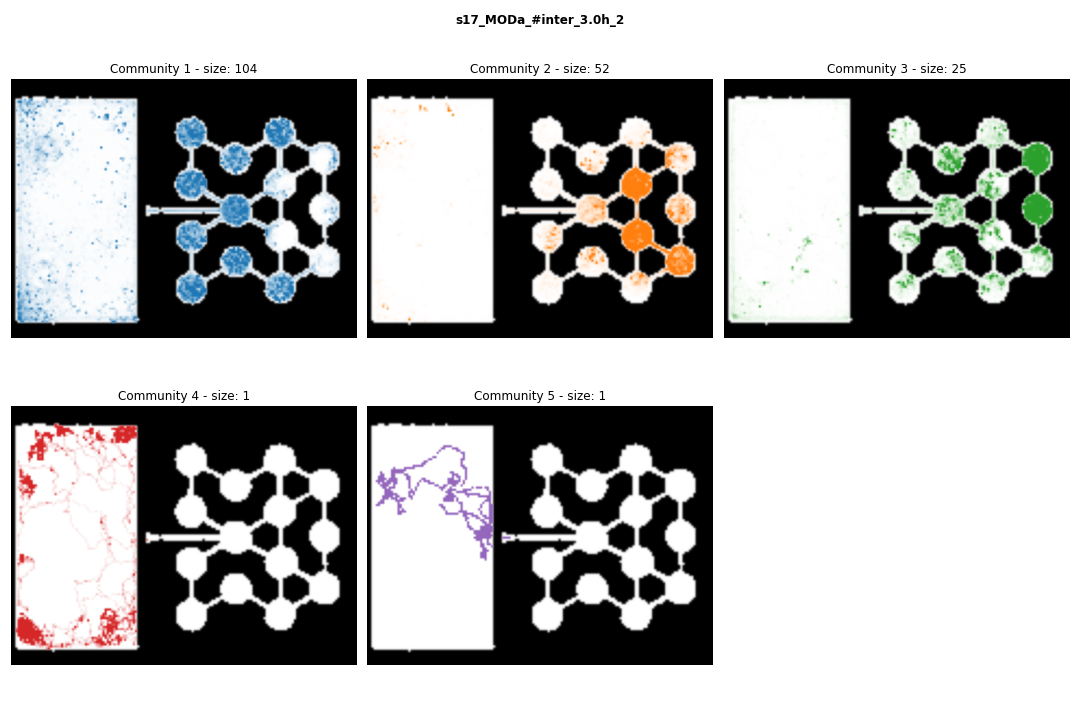 s17_MODa_#inter_3.0h_2
Community 1 - size: 104
Community 2 - size: 52
Community 3 - size: 25
Community 4 - size: 1
Community 5 - size: 1